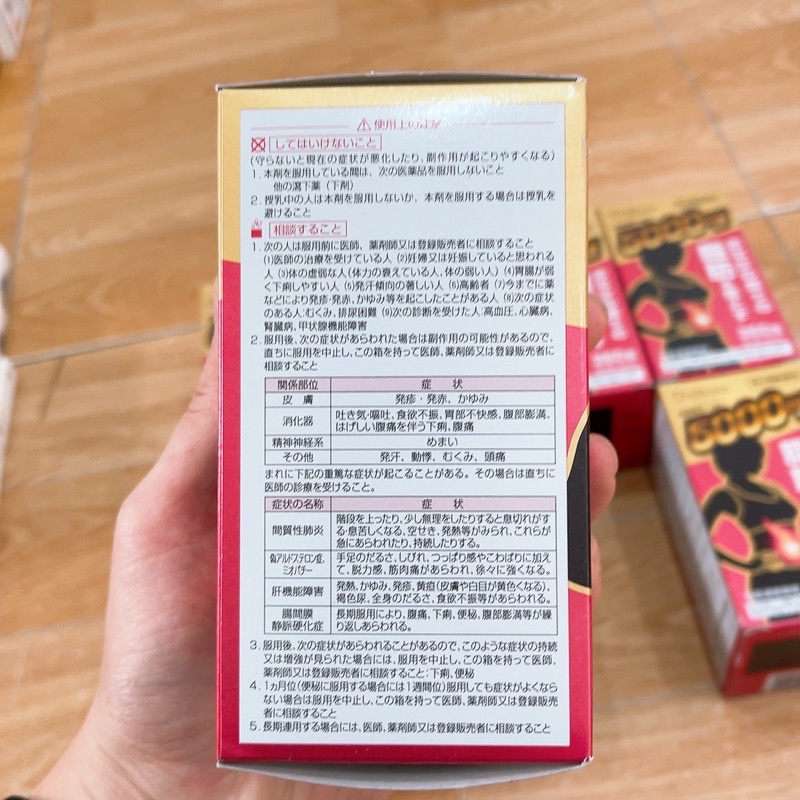 ⚠使用上の注意
してはいけないこと
(守らないと現在の症状が悪化したり、副作用が起こりやすくなる)
1. 本剤を服用している間は、次の医薬品を服用しないこと
他の瀉下薬(下剤)
2. 授乳中の人は本剤を服用しないか、本剤を服用する場合は授乳を
避けること
相談すること
1. 次の人は服用前に医師、薬剤師又は登録販売者に相談すること
(1)医師の治療を受けている人 (2)妊婦又は妊娠していると思われる
人 (3)体の虚弱な人(体力の衰えている人、体の弱い人) (4)胃腸が弱
く下痢しやすい人 (5)発汗傾向の著しい人 (6)高齢者 (7)今までに薬
などにより発疹・発赤、かゆみ等を起こしたことがある人 (8)次の症状
のある人:むくみ、排尿困難 (9)次の診断を受けた人:高血圧、心臓病、
腎臓病、甲状腺機能障害
2. 服用後、次の症状があらわれた場合は副作用の可能性があるので、
直ちに服用を中止し、この箱を持って医師、薬剤師又は登録販売者に
相談すること
関係部位 症状
皮膚 発疹・発赤、かゆみ
消化器 吐き気・嘔吐、食欲不振、胃部不快感、腹部膨満、
はげしい腹痛を伴う下痢、腹痛
精神神経系 めまい
その他 発汗、動悸、むくみ、頭痛
まれに下記の重篤な症状が起こることがある。その場合は直ちに
医師の診療を受けること。
症状の名称 症状
間質性肺炎 階段を上ったり、少し無理をしたりすると息切れがす
る・息苦しくなる、空せき、発熱等がみられ、これらが
急にあらわれたり、持続したりする。
偽アルドステロン症、
ミオパチー 手足のだるさ、しびれ、つっぱり感やこわばりに加え
て、脱力感、筋肉痛があらわれ、徐々に強くなる。
肝機能障害 発熱、かゆみ、発疹、黄疸(皮膚や白目が黄色くなる)、
褐色尿、全身のだるさ、食欲不振等があらわれる。
腸間膜
静脈硬化症 長期服用により、腹痛、下痢、便秘、腹部膨満等が
繰り返しあらわれる。
3. 服用後、次の症状があらわれることがあるので、このような症状の持続
又は増強が見られた場合には、服用を中止し、この箱を持って医師、
薬剤師又は登録販売者に相談すること:下痢、便秘
4. 1ヵ月位(便秘に服用する場合には1週間位)服用しても症状がよくなら
ない場合は服用を中止し、この箱を持って医師、薬剤師又は登録販売
者に相談すること
5. 長期連用する場合には、医師、薬剤師又は登録販売者に相談すること
5000
5000